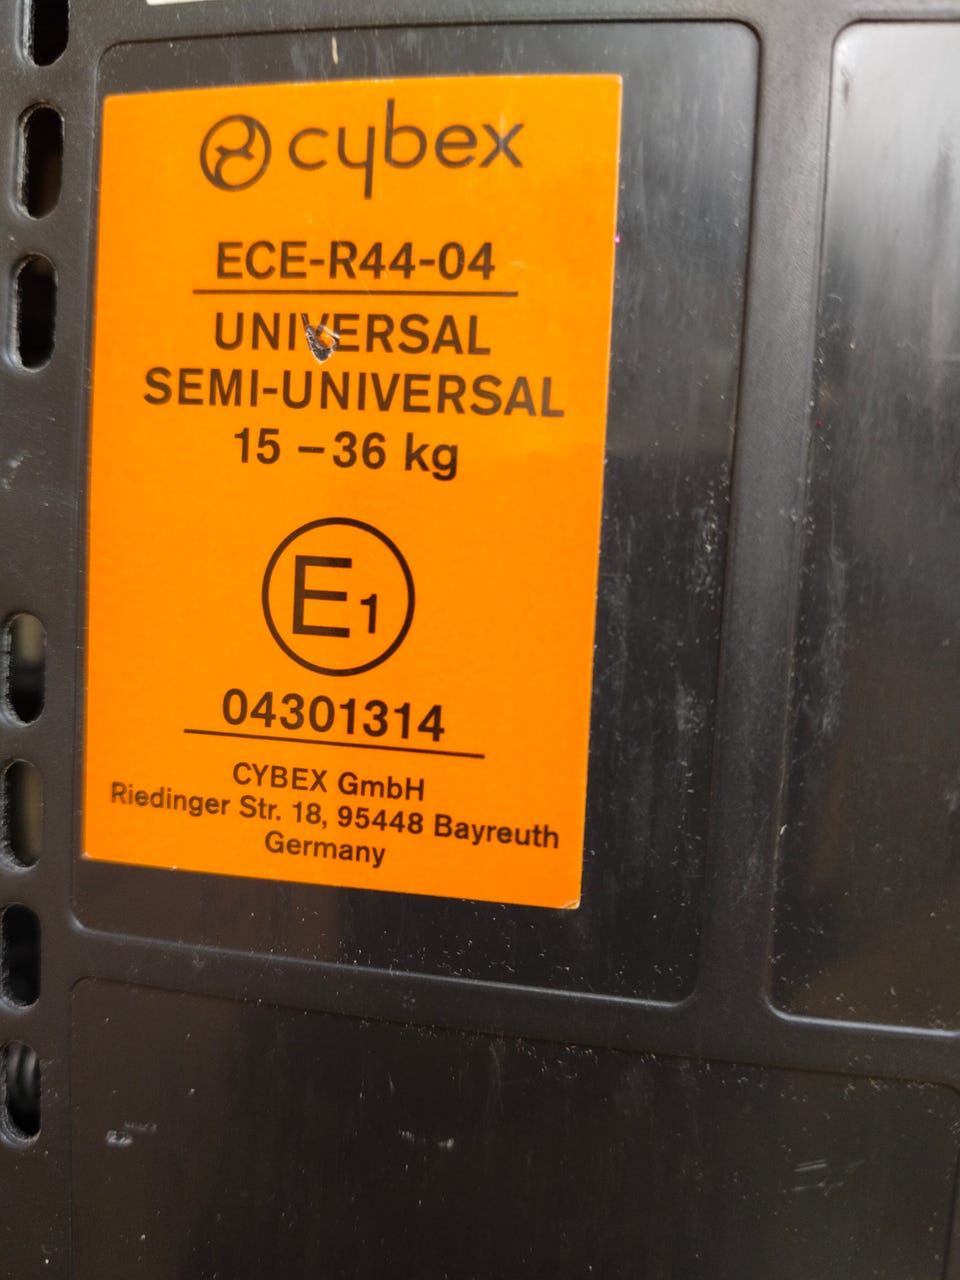 cybex
ECE-R44-04
UNIVERSAL
SEMI-UNIVERSAL
15 – 36 kg
E1
04301314
CYBEX GmbH
Riedinger Str. 18, 95448 Bayreuth
Germany